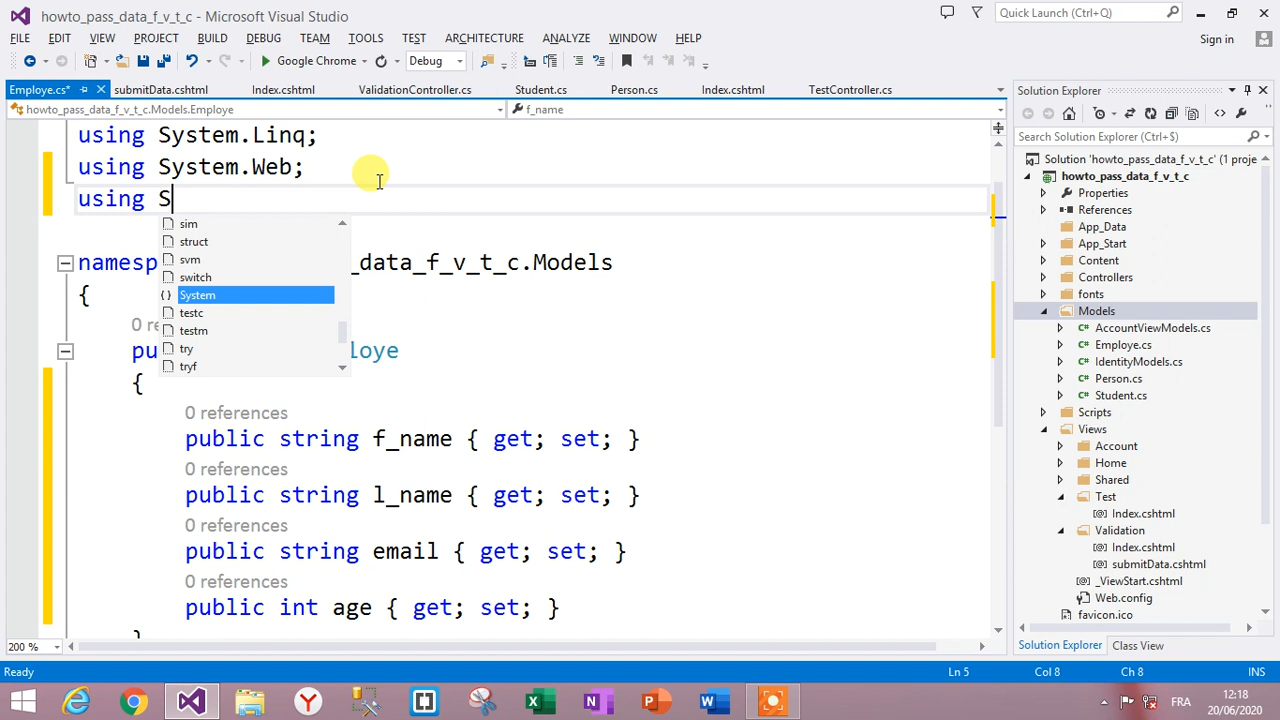 howto_pass_data_f_v_t_c - Microsoft Visual Studio
Quick Launch (Ctrl+Q)
FILE EDIT VIEW PROJECT BUILD DEBUG TEAM TOOLS TEST ARCHITECTURE ANALYZE WINDOW HELP
Sign in
Google Chrome
Debug
Employe.cs* submitData.cshtml Index.cshtml ValidationController.cs Student.cs Person.cs Index.cshtml TestController.cs
howto_pass_data_f_v_t_c.Models.Employe
f_name
using System.Linq;
using System.Web;
using S
sim
struct
svm
switch
System
testc
testm
try
tryf
namesp _data_f_v_t_c.Models
{
0 re
pu loye
{
0 references
public string f_name { get; set; }
0 references
public string l_name { get; set; }
0 references
public string email { get; set; }
0 references
public int age { get; set; }
}
200 %
Solution Explorer
Search Solution Explorer (Ctrl+$)
Solution 'howto_pass_data_f_v_t_c' (1 proje
howto_pass_data_f_v_t_c
Properties
References
App_Data
App_Start
Content
Controllers
fonts
Models
AccountViewModels.cs
Employe.cs
IdentityModels.cs
Person.cs
Student.cs
Scripts
Views
Account
Home
Shared
Test
Index.cshtml
Validation
Index.cshtml
submitData.cshtml
_ViewStart.cshtml
Web.config
favicon.ico
Solution Explorer Class View
Ready
Ln 5 Col 8 Ch 8 INS
FRA
12:18
20/06/2020